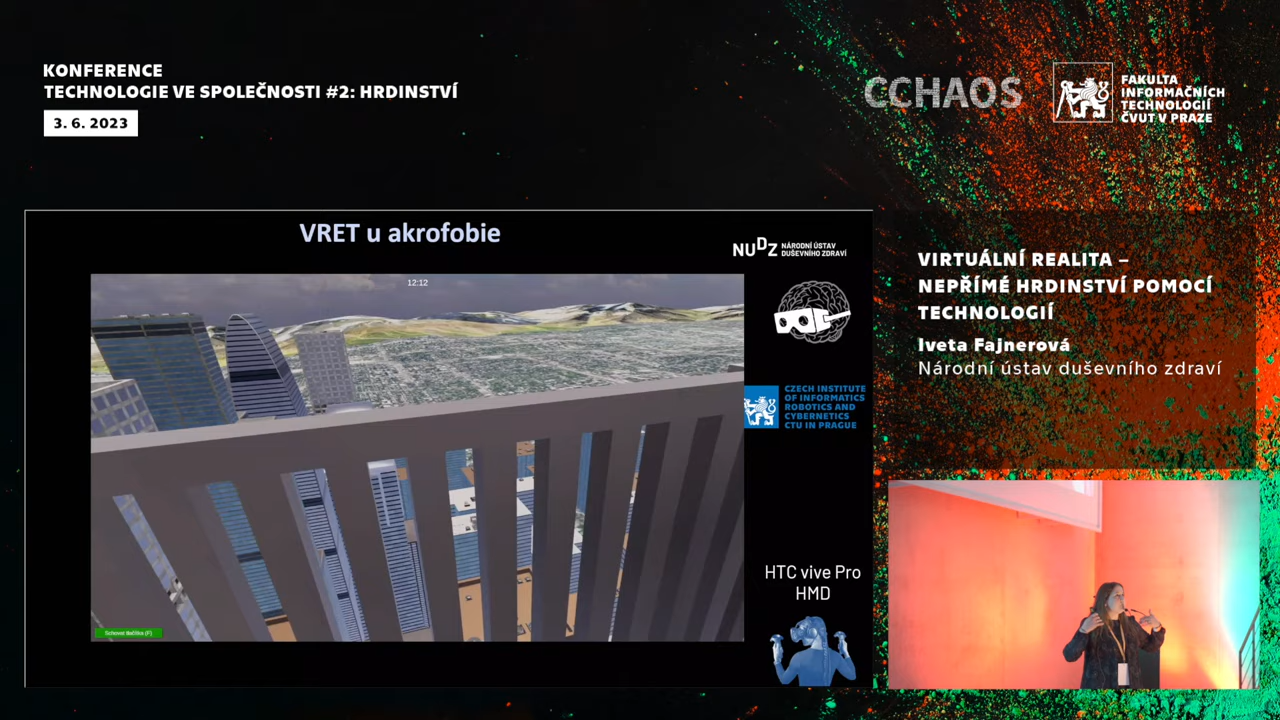 KONFERENCE
TECHNOLOGIE VE SPOLEČNOSTI #2: HRDINSTVÍ
3. 6. 2023
CCHAOS
FAKULTA
INFORMAČNÍCH
TECHNOLOGIÍ
ČVUT V PRAZE
VRET u akrofobie
NUDZ NÁRODNÍ ÚSTAV
DUŠEVNÍHO ZDRAVÍ
12:12
CZECH INSTITUTE
OF INFORMATICS
ROBOTICS AND
CYBERNETICS
CTU IN PRAGUE
HTC vive Pro
HMD
Schovat tlačítka (F)
VIRTUÁLNÍ REALITA –
NEPŘÍMÉ HRDINSTVÍ POMOCÍ
TECHNOLOGIÍ
Iveta Fajnerová
Národní ústav duševního zdraví